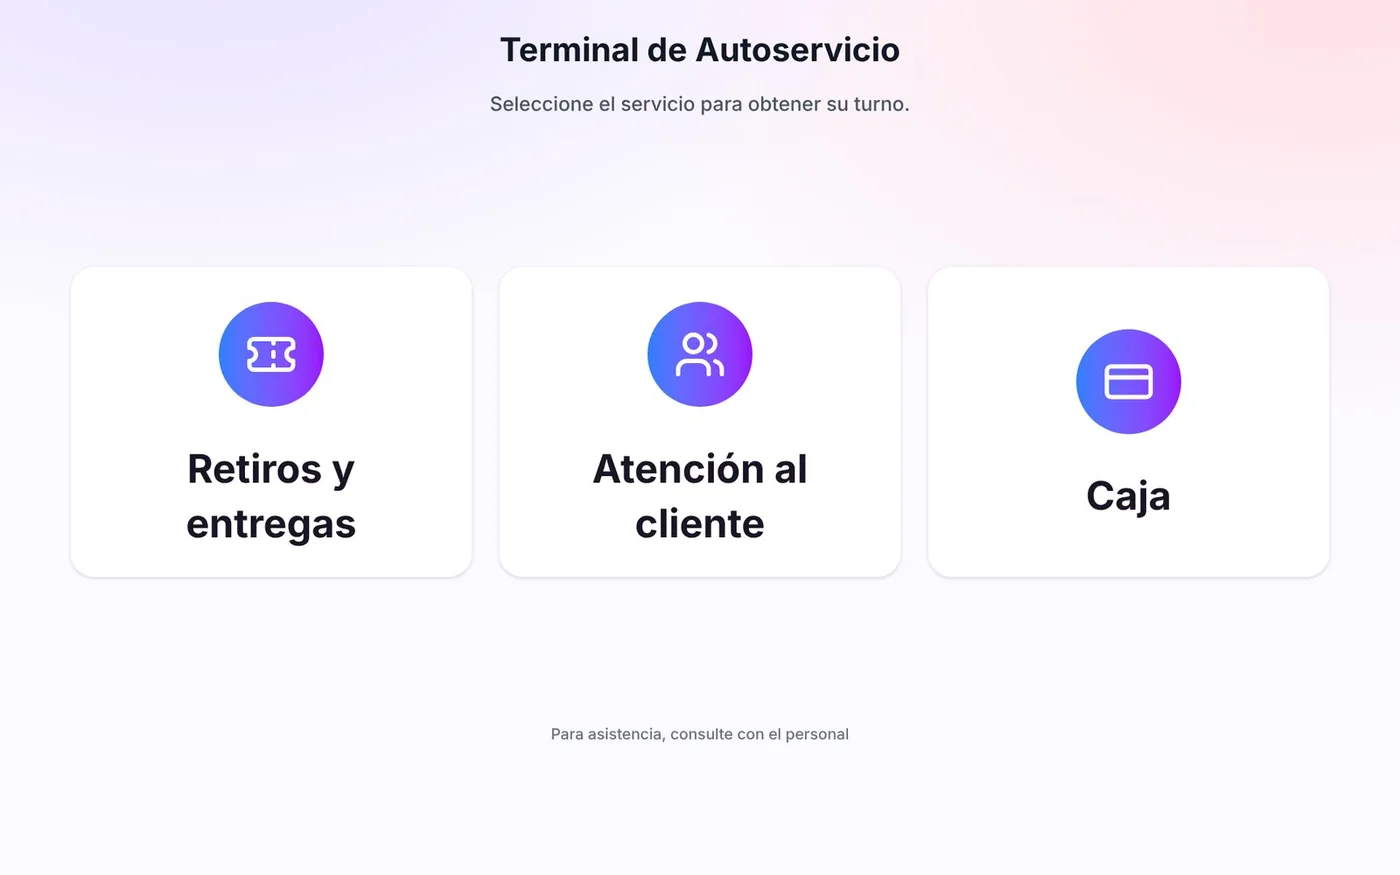 Terminal de Autoservicio
Seleccione el servicio para obtener su turno.
Retiros y
entregas
Atención al
cliente
Caja
Para asistencia, consulte con el personal